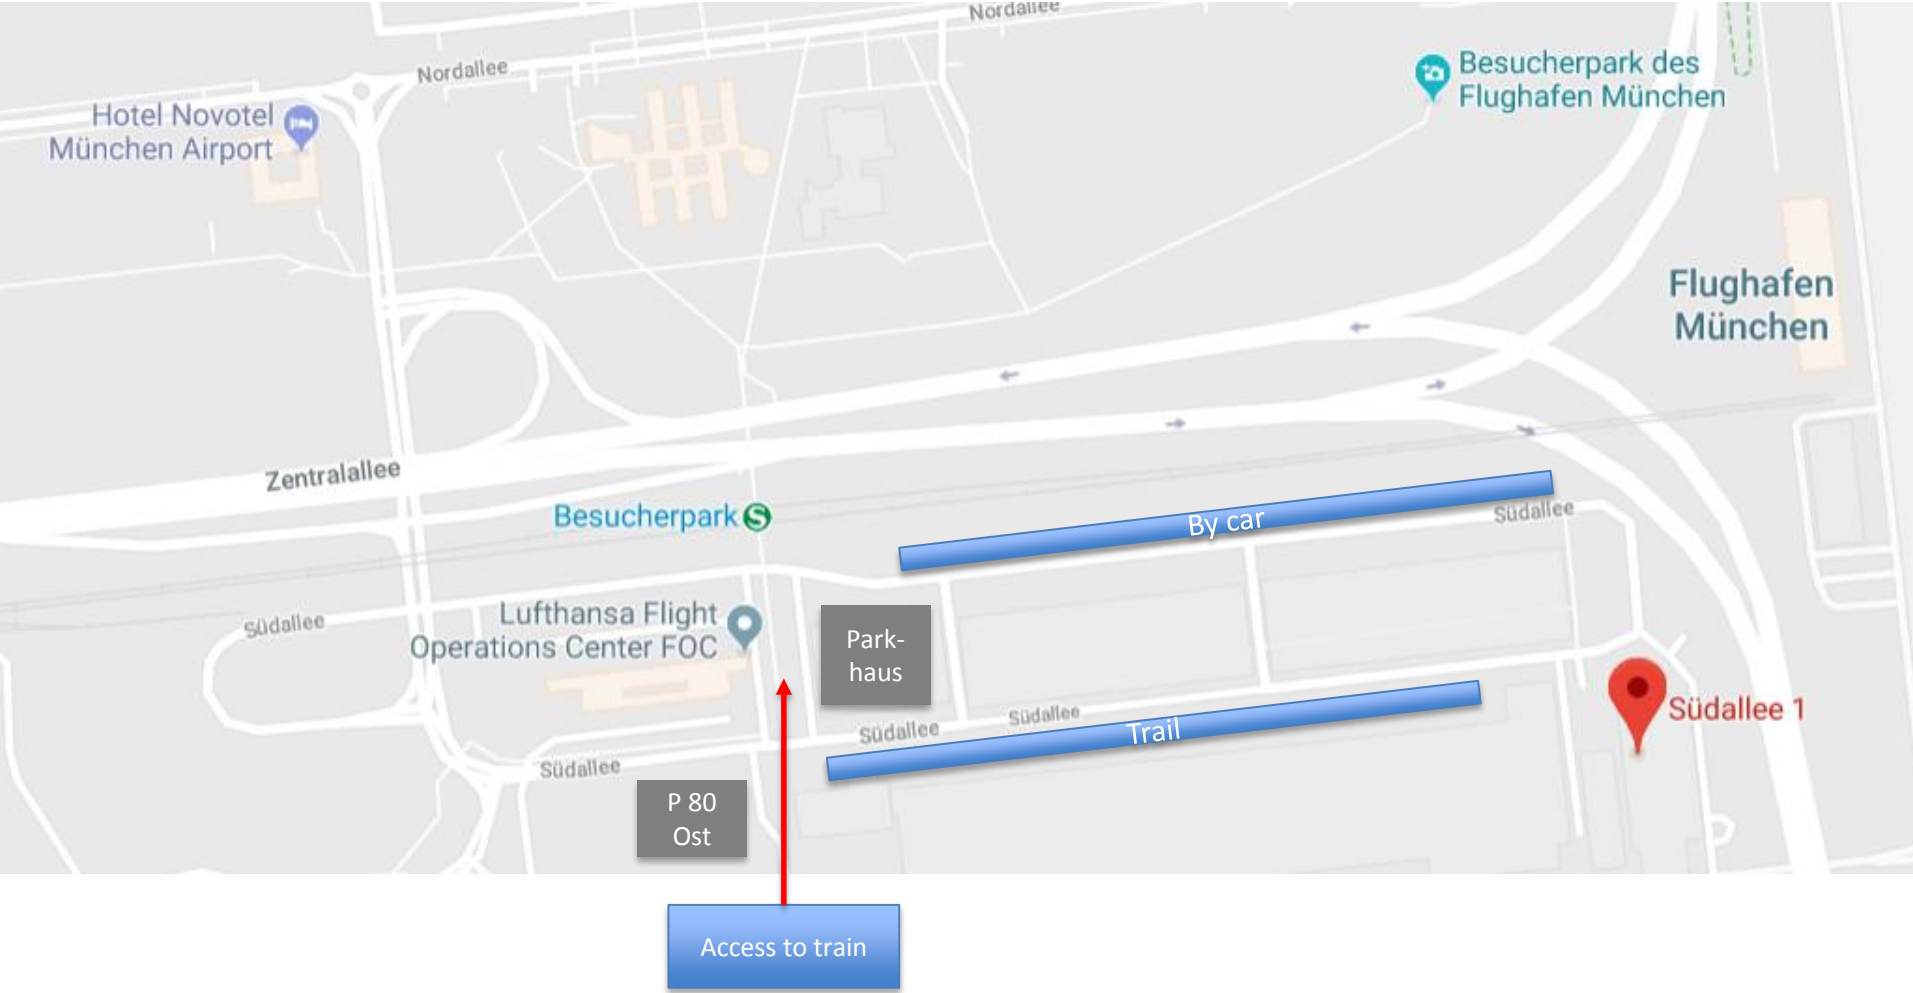 Nordallee
Nordallee
Besucherpark des
Flughafen München
Hotel Novotel
München Airport
Flughafen
München
Zentralallee
Besucherpark S
By car
Südallee
Südallee
Lufthansa Flight
Operations Center FOC
Park-
haus
Südallee 1
Südallee
Südallee
Trail
Südallee
P 80
Ost
Access to train